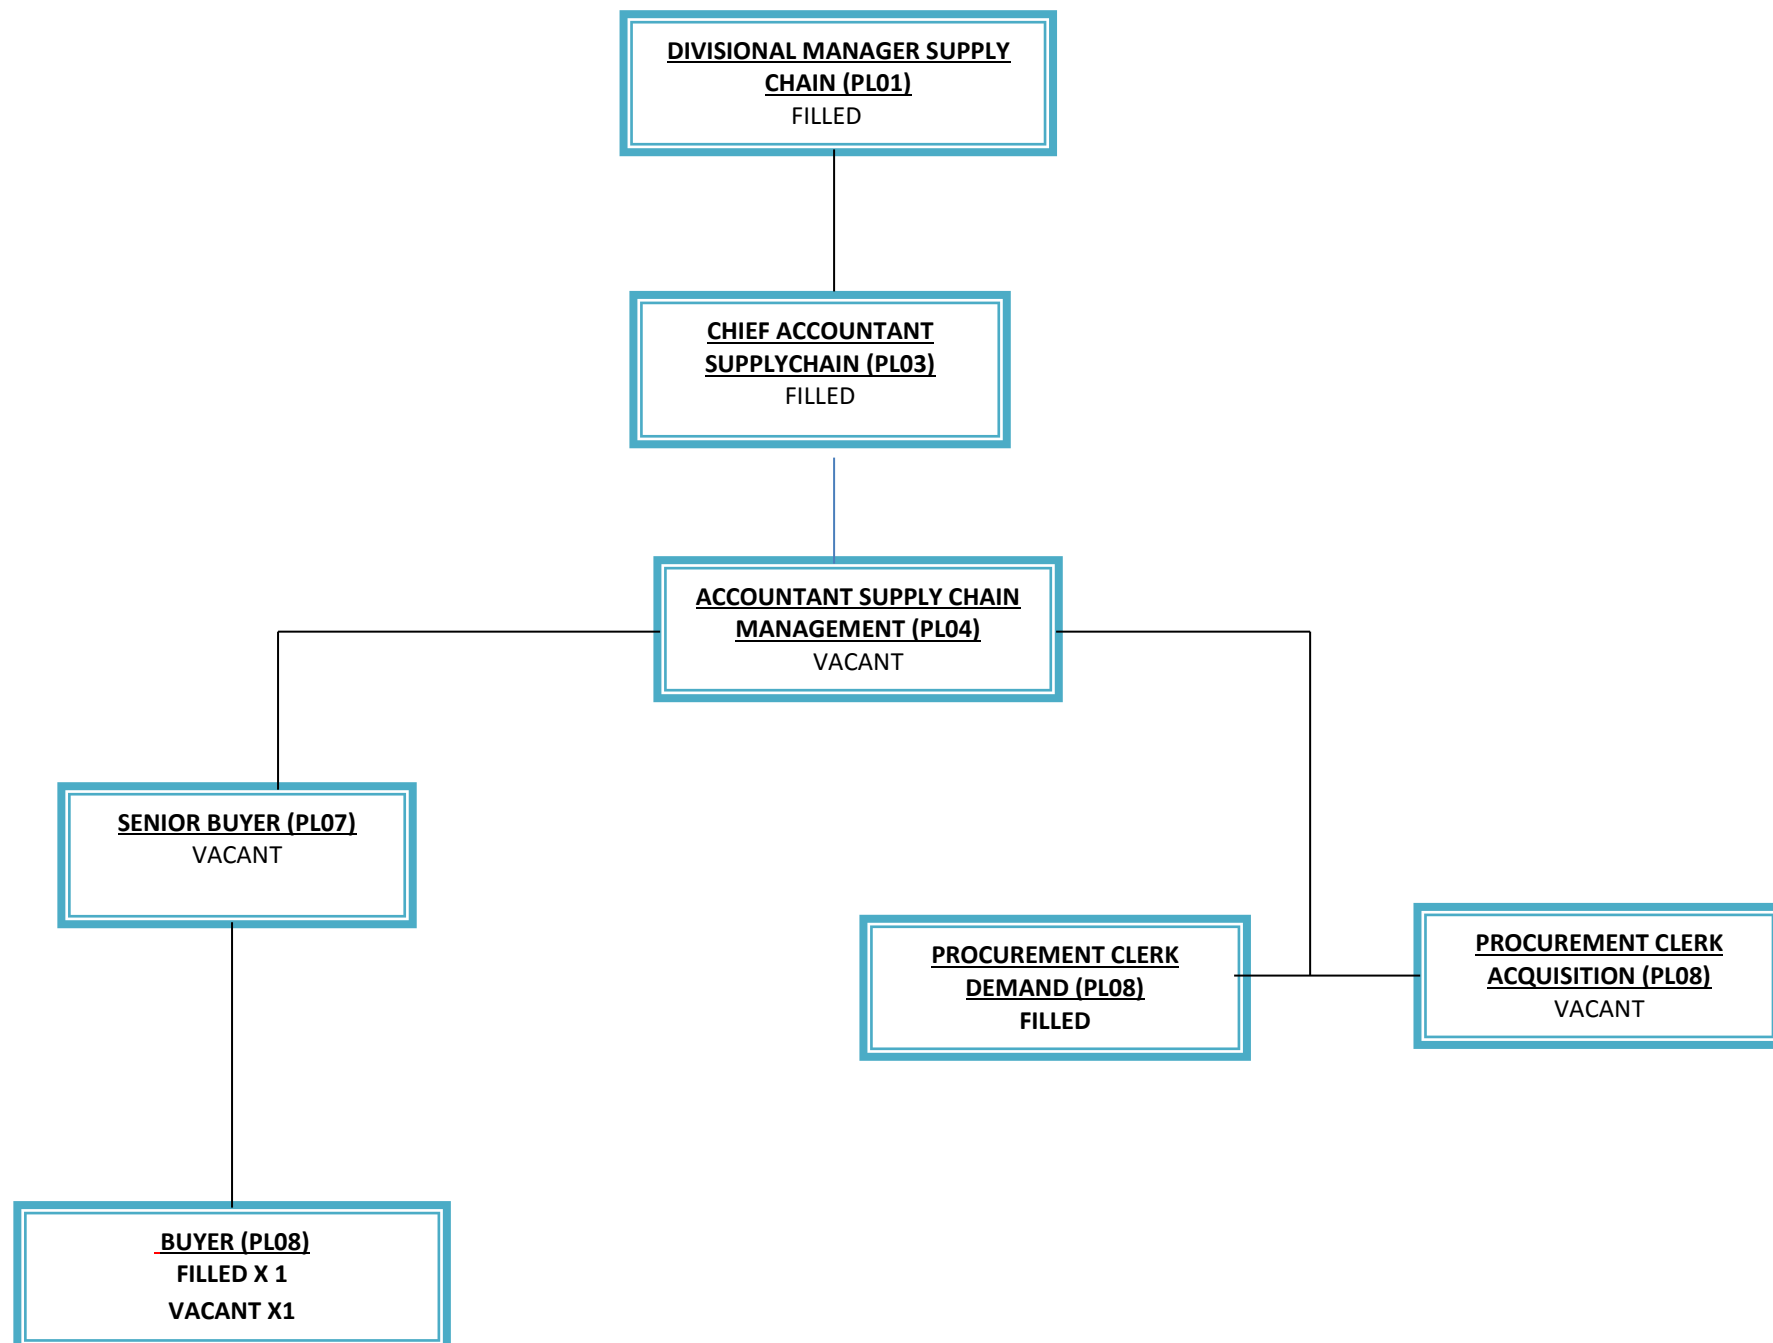 DIVISIONAL MANAGER SUPPLY
CHAIN (PL01)
FILLED
CHIEF ACCOUNTANT
SUPPLYCHAIN (PL03)
FILLED
ACCOUNTANT SUPPLY CHAIN
MANAGEMENT (PL04)
VACANT
SENIOR BUYER (PL07)
VACANT
PROCUREMENT CLERK
DEMAND (PL08)
FILLED
PROCUREMENT CLERK
ACQUISITION (PL08)
VACANT
BUYER (PL08)
FILLED X 1
VACANT X1